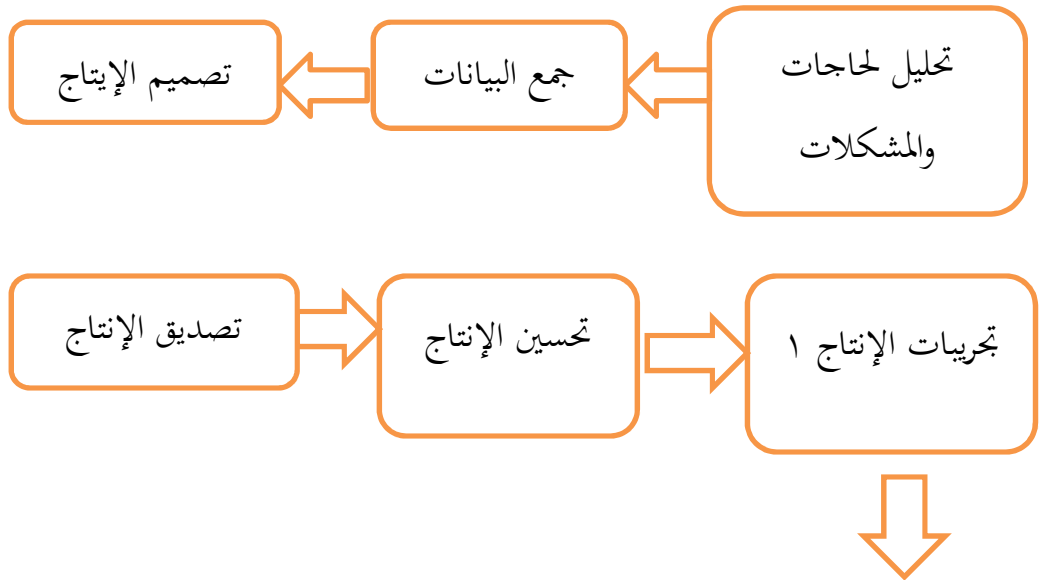 تحليل لحاجات
والمشكلات
جمع البيانات
تصميم الإيتاج
تصديق الإنتاج
تحسين الإنتاج
تجريبات الإنتاج ١